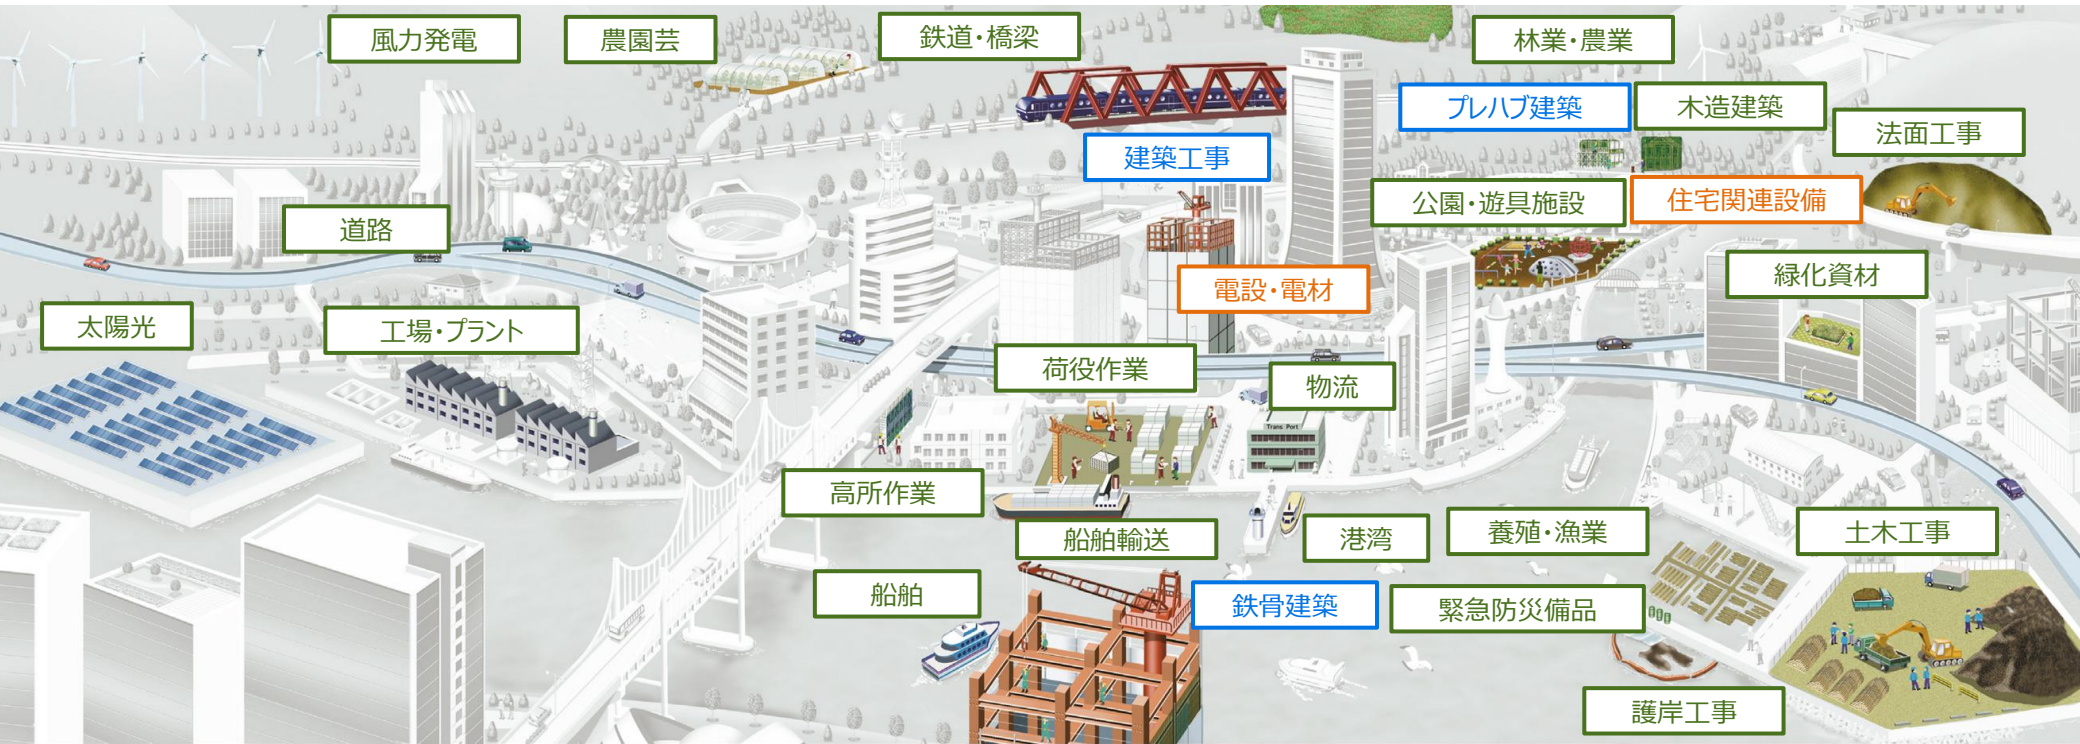 風力発電
農園芸
鉄道・橋梁
林業・農業
プレハブ建築
木造建築
法面工事
建築工事
公園・遊具施設
住宅関連設備
道路
緑化資材
電設・電材
太陽光
工場・プラント
荷役作業
物流
Trans Port
高所作業
船舶輸送
港湾
養殖・漁業
土木工事
船舶
鉄骨建築
緊急防災備品
護岸工事